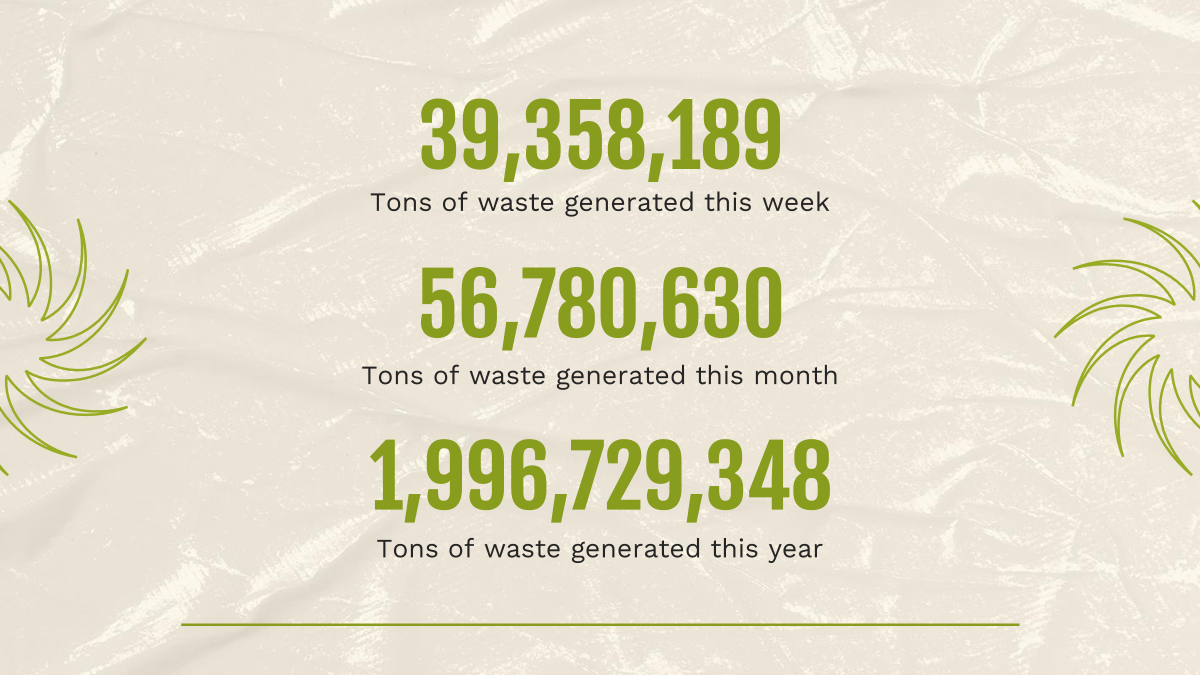 39,358,189
Tons of waste generated this week
56,780,630
Tons of waste generated this month
1,996,729,348
Tons of waste generated this year